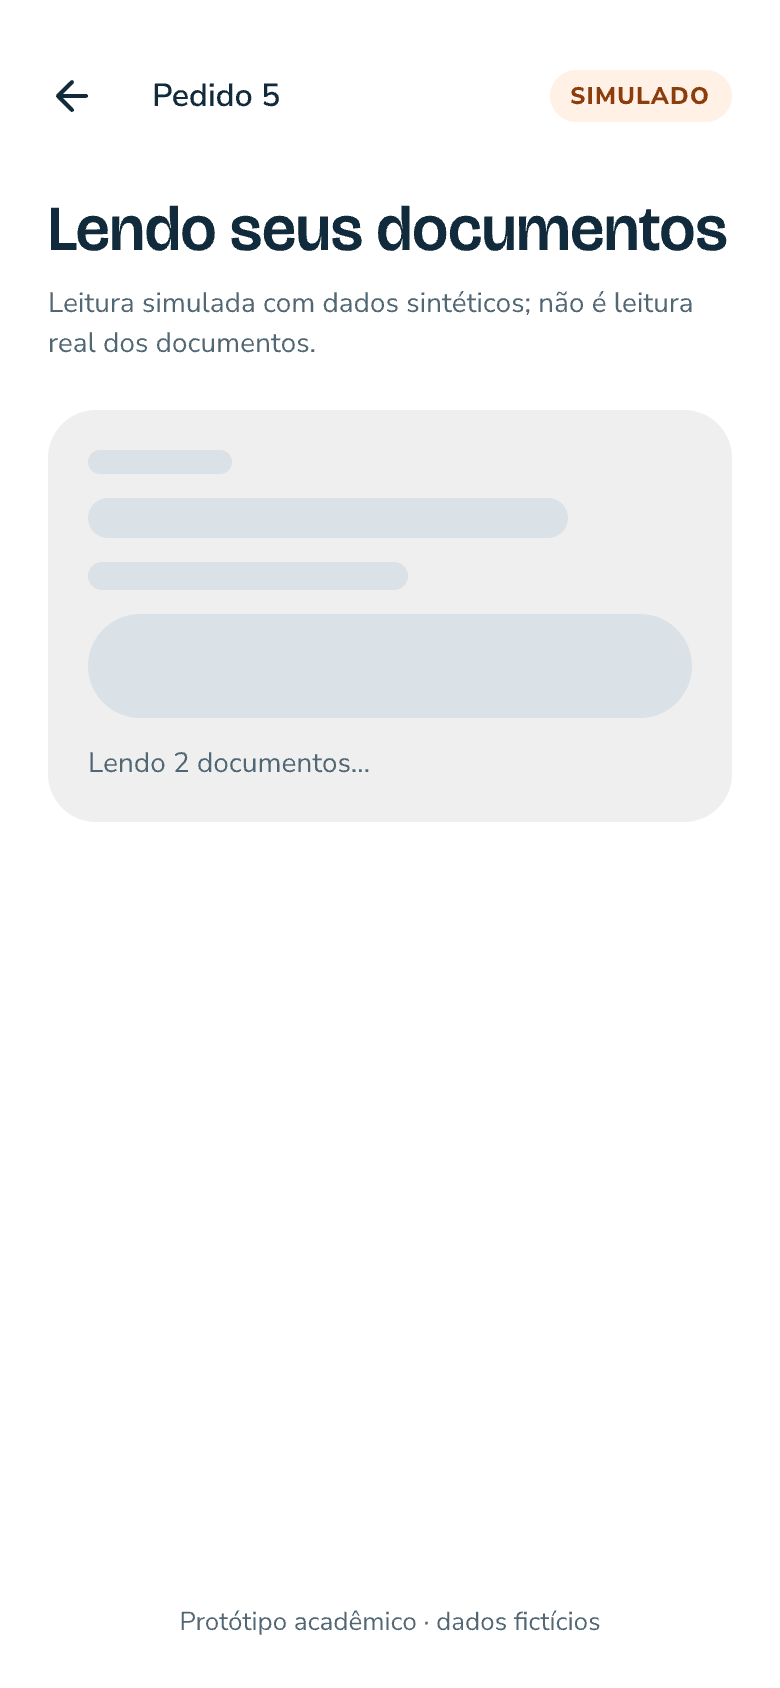 Pedido 5
SIMULADO
Lendo seus documentos
Leitura simulada com dados sintéticos; não é leitura
real dos documentos.
Lendo 2 documentos...
Protótipo acadêmico · dados fictícios